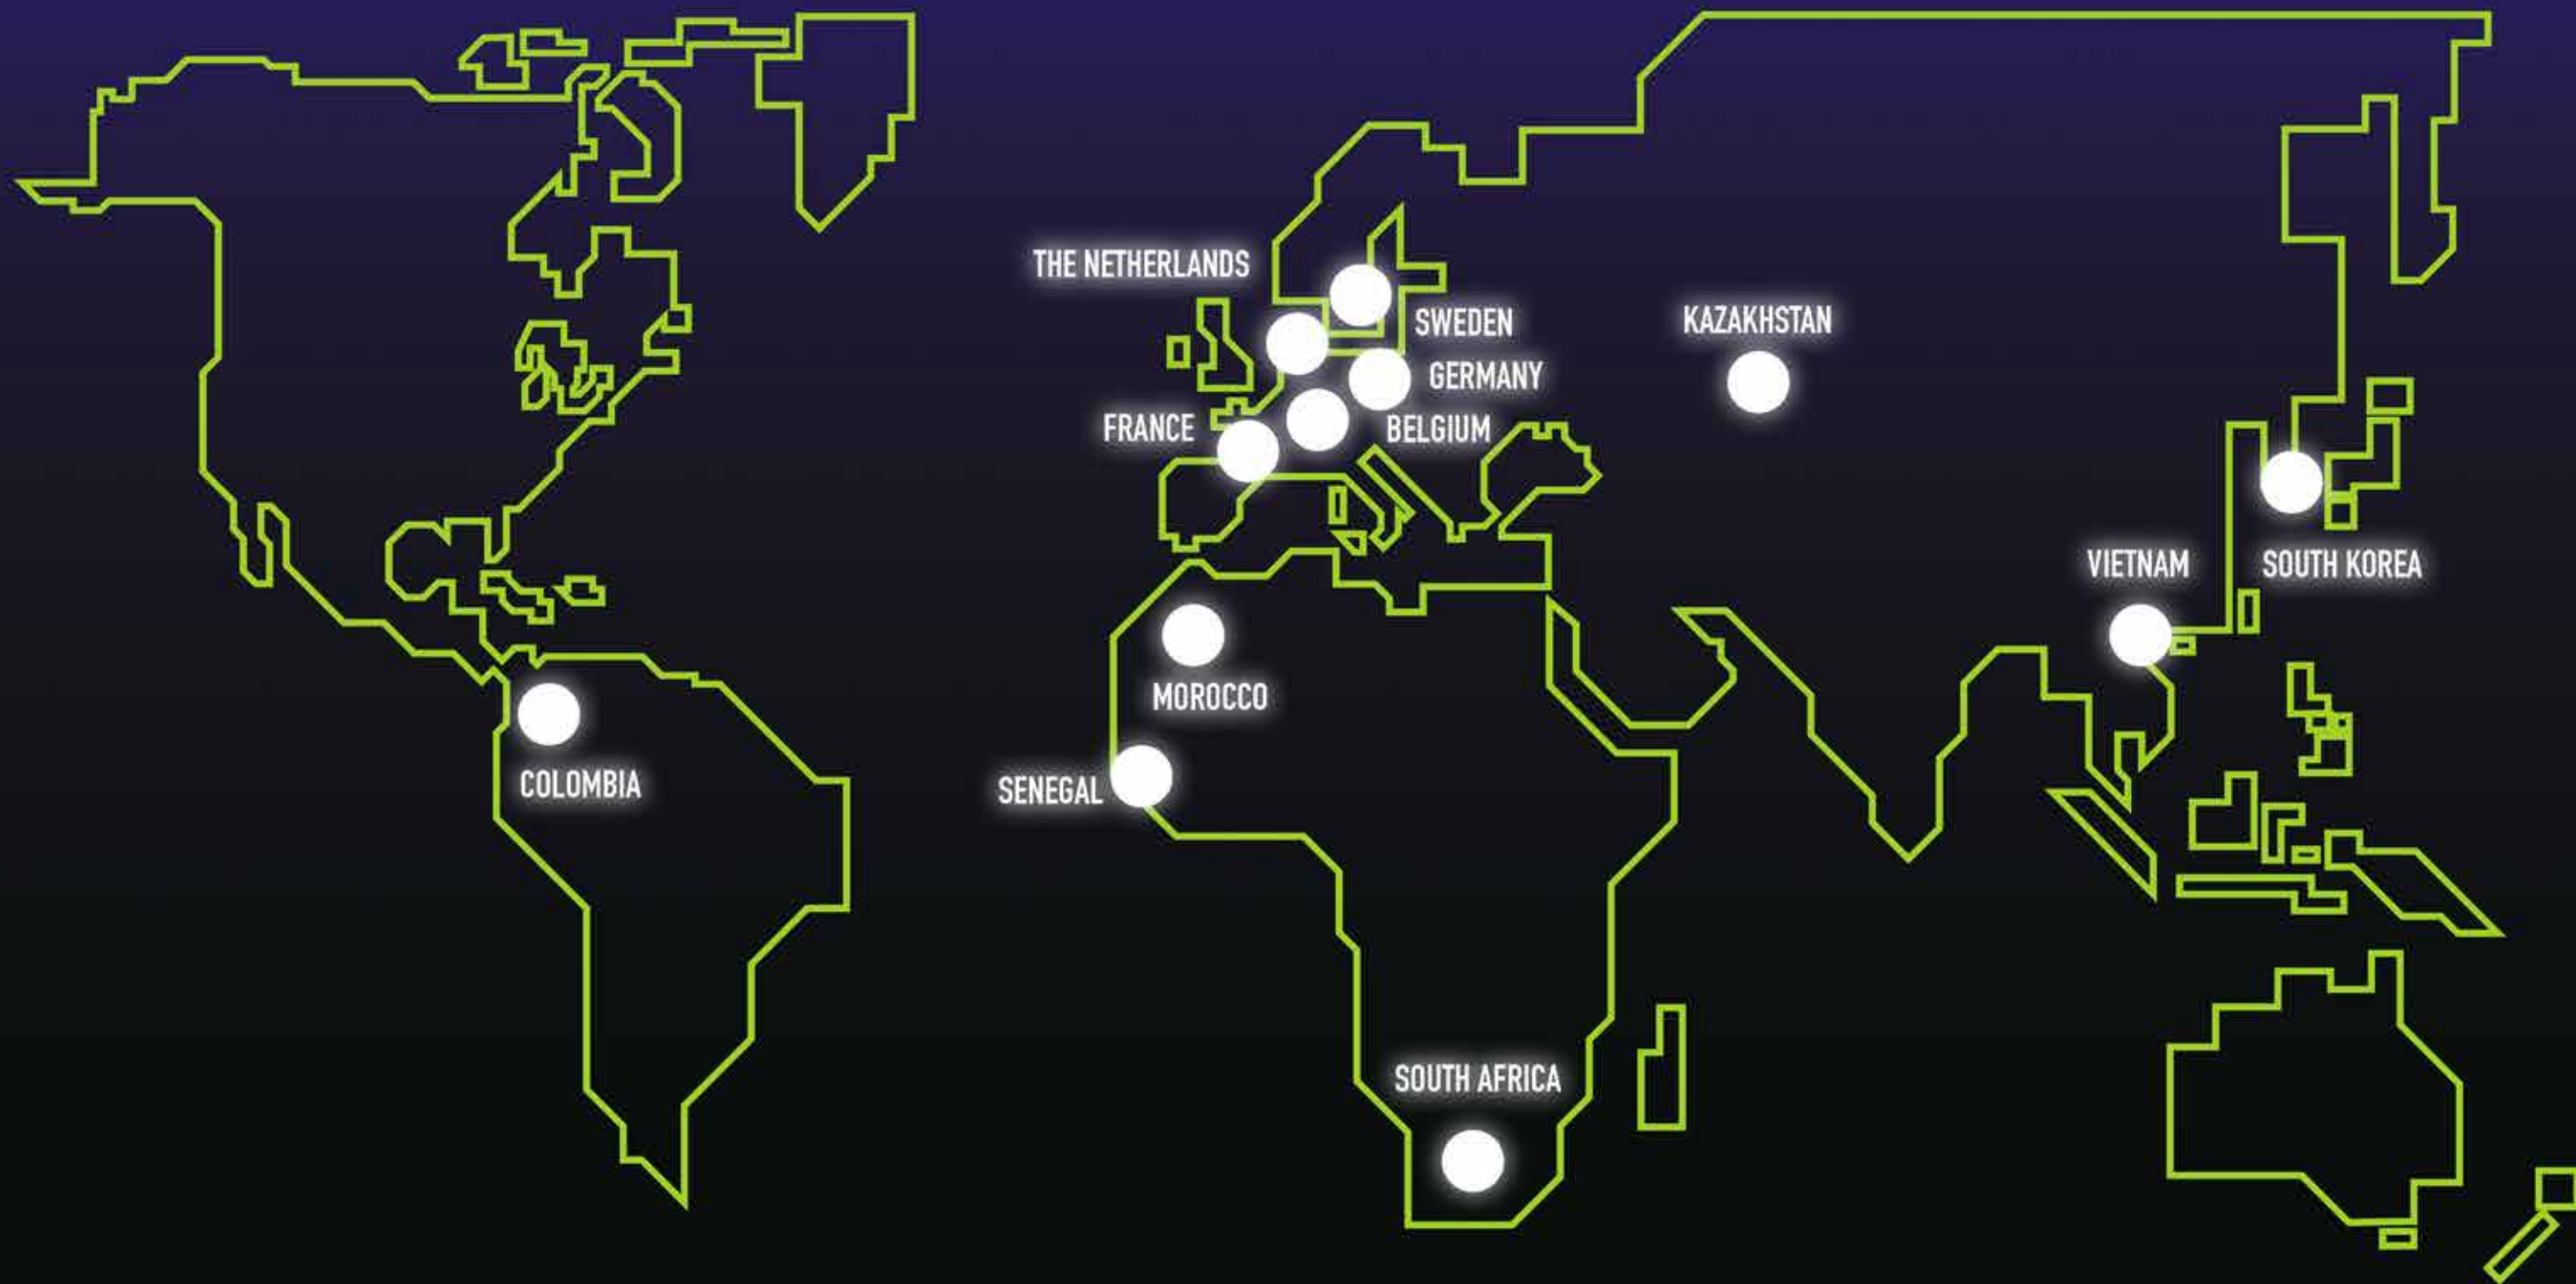 THE NETHERLANDS
SWEDEN
KAZAKHSTAN
GERMANY
FRANCE
BELGIUM
VIETNAM
SOUTH KOREA
MOROCCO
COLOMBIA
SENEGAL
SOUTH AFRICA